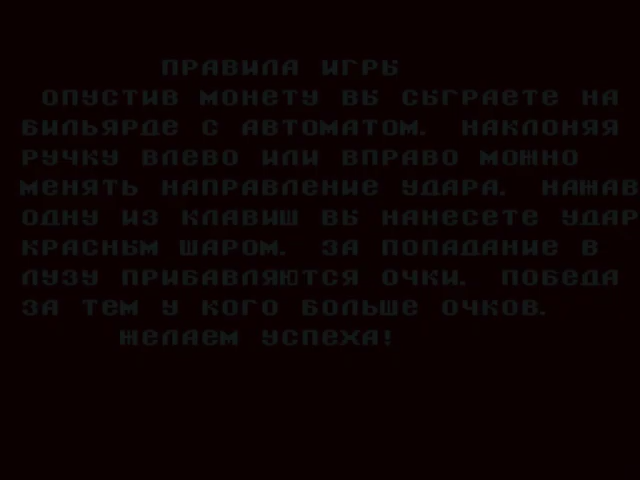 ПРАВИЛА ИГРЫ
ОПУСТИВ МОНЕТУ ВЫ СЫГРАЕТЕ НА
БИЛЬЯРДЕ С АВТОМАТОМ. НАКЛОНЯЯ
РУЧКУ ВЛЕВО ИЛИ ВПРАВО МОЖНО
МЕНЯТЬ НАПРАВЛЕНИЕ УДАРА. НАЖАВ
ОДНУ ИЗ КЛАВИШ ВЫ НАНЕСЕТЕ УДАР
КРАСНЫМ ШАРОМ. ЗА ПОПАДАНИЕ В
ЛУЗУ ПРИБАВЛЯЮТСЯ ОЧКИ. ПОБЕДА
ЗА ТЕМ У КОГО БОЛЬШЕ ОЧКОВ.
ЖЕЛАЕМ УСПЕХА!